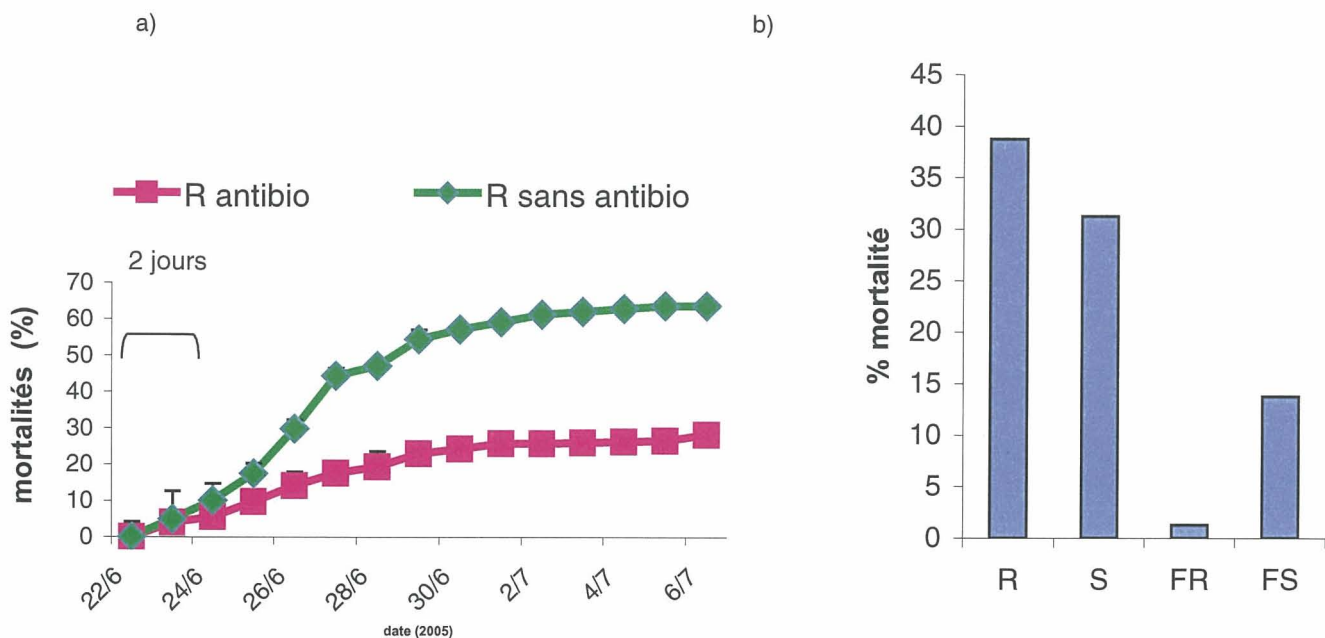 a)
R antibio
R sans antibio
2 jours
mortalités (%)
70
60
50
40
30
20
10
0
22/6
24/6
26/6
28/6
30/6
2/7
4/7
6/7
date (2005)
b)
% mortalité
45
40
35
30
25
20
15
10
5
0
R
S
FR
FS